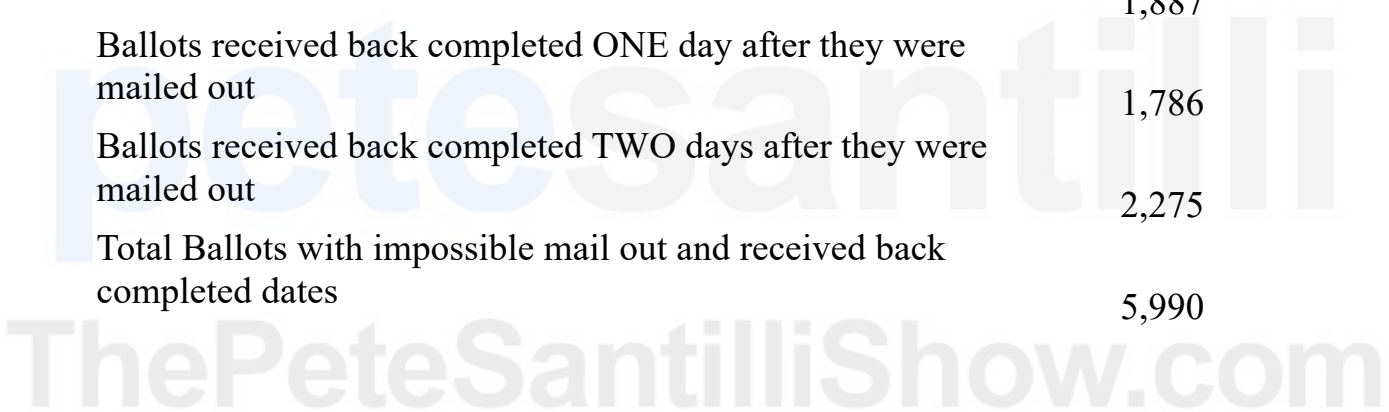 1,887
Ballots received back completed ONE day after they were
mailed out
1,786
Ballots received back completed TWO days after they were
mailed out
2,275
Total Ballots with impossible mail out and received back
completed dates
5,990
petesantilli
ThePeteSantilliShow.com